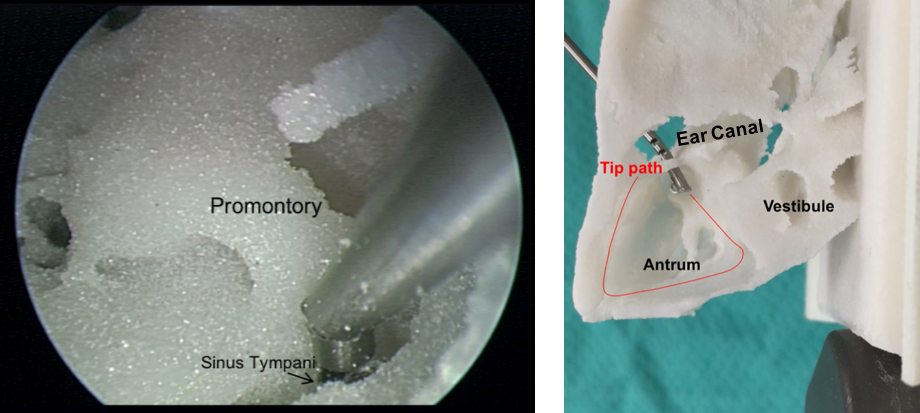 Promontory
Sinus Tympani
Ear Canal
Tip path
Vestibule
Antrum